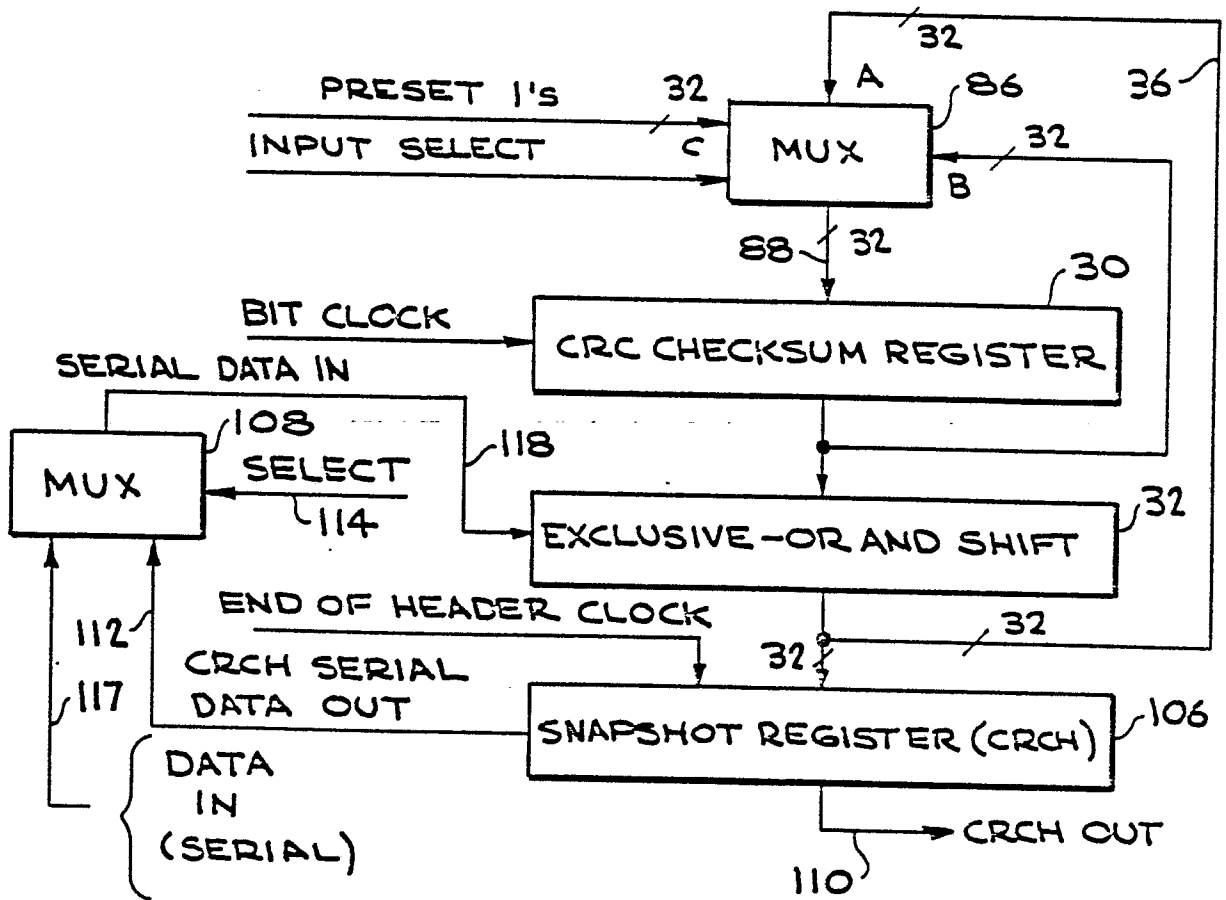 32
36
A
86
PRESET 1's
32
INPUT SELECT
C
MUX
32
B
88
32
30
BIT CLOCK
CRC CHECKSUM REGISTER
SERIAL DATA IN
108
118
MUX
SELECT
114
32
EXCLUSIVE-OR AND SHIFT
END OF HEADER CLOCK
112
32
32
117
CRCH SERIAL
DATA OUT
106
SNAPSHOT REGISTER (CRCH)
DATA
IN
(SERIAL)
CRCH OUT
110